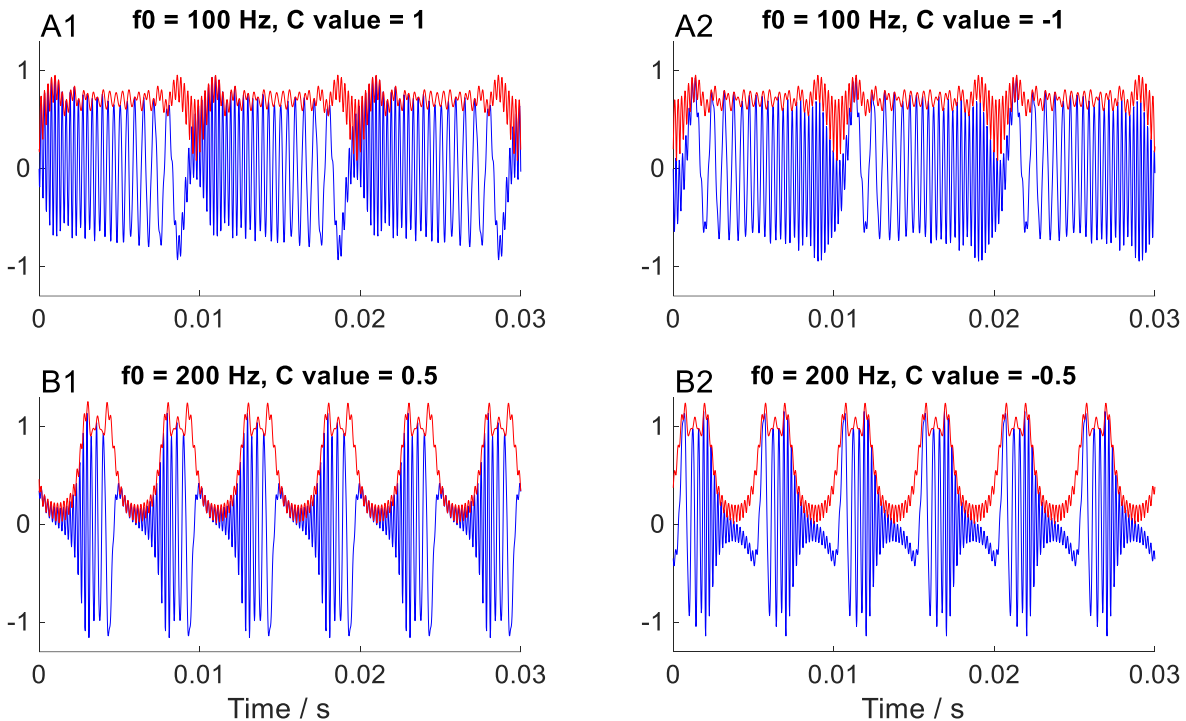 A1 f0 = 100 Hz, C value = 1
1
0
-1
0 0.01 0.02 0.03
A2 f0 = 100 Hz, C value = -1
1
0
-1
0 0.01 0.02 0.03
B1 f0 = 200 Hz, C value = 0.5
1
0
-1
0 0.01 0.02 0.03
Time / s
B2 f0 = 200 Hz, C value = -0.5
1
0
-1
0 0.01 0.02 0.03
Time / s